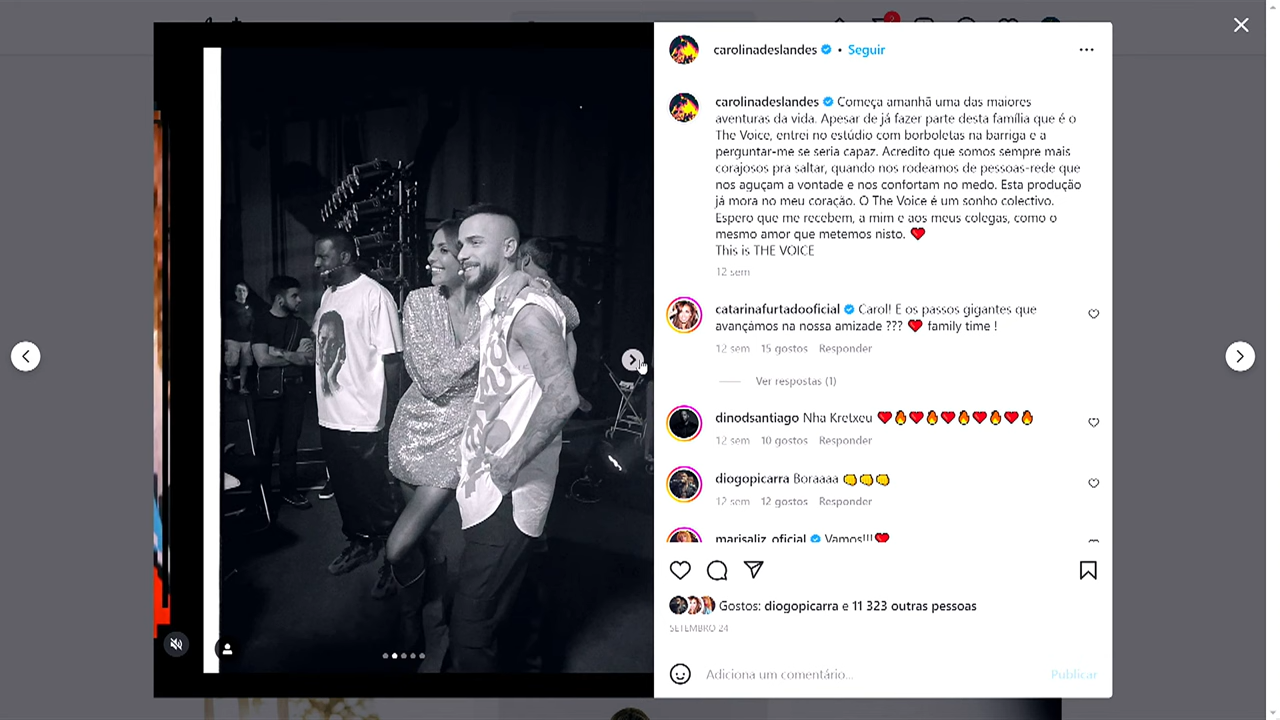 carolinadeslandes • Seguir
carolinadeslandes Começa amanhã uma das maiores
aventuras da vida. Apesar de já fazer parte desta família que é o
The Voice, entrei no estúdio com borboletas na barriga e a
perguntar-me se seria capaz. Acredito que somos sempre mais
corajosos pra saltar, quando nos rodeamos de pessoas-rede que
nos aguçam a vontade e nos confortam no medo. Esta produção
já mora no meu coração. O The Voice é um sonho colectivo.
Espero que me recebem, a mim e aos meus colegas, como o
mesmo amor que metemos nisto. ❤️
This is THE VOICE
12 sem
catarinafurtadooficial Carol! E os passos gigantes que
avançámos na nossa amizade ??? ❤️ family time !
12 sem 15 gostos Responder
Ver respostas (1)
dinodsantiago Nha Kretxeu ❤️🔥❤️🔥❤️🔥❤️🔥❤️🔥
12 sem 10 gostos Responder
diogopicarra Boraaaa 👊👊👊
12 sem 12 gostos Responder
marisaliz_oficial Vamos!!!❤️
Gostos: diogopicarra e 11 323 outras pessoas
SETEMBRO 24
Adiciona um comentário...
Publicar